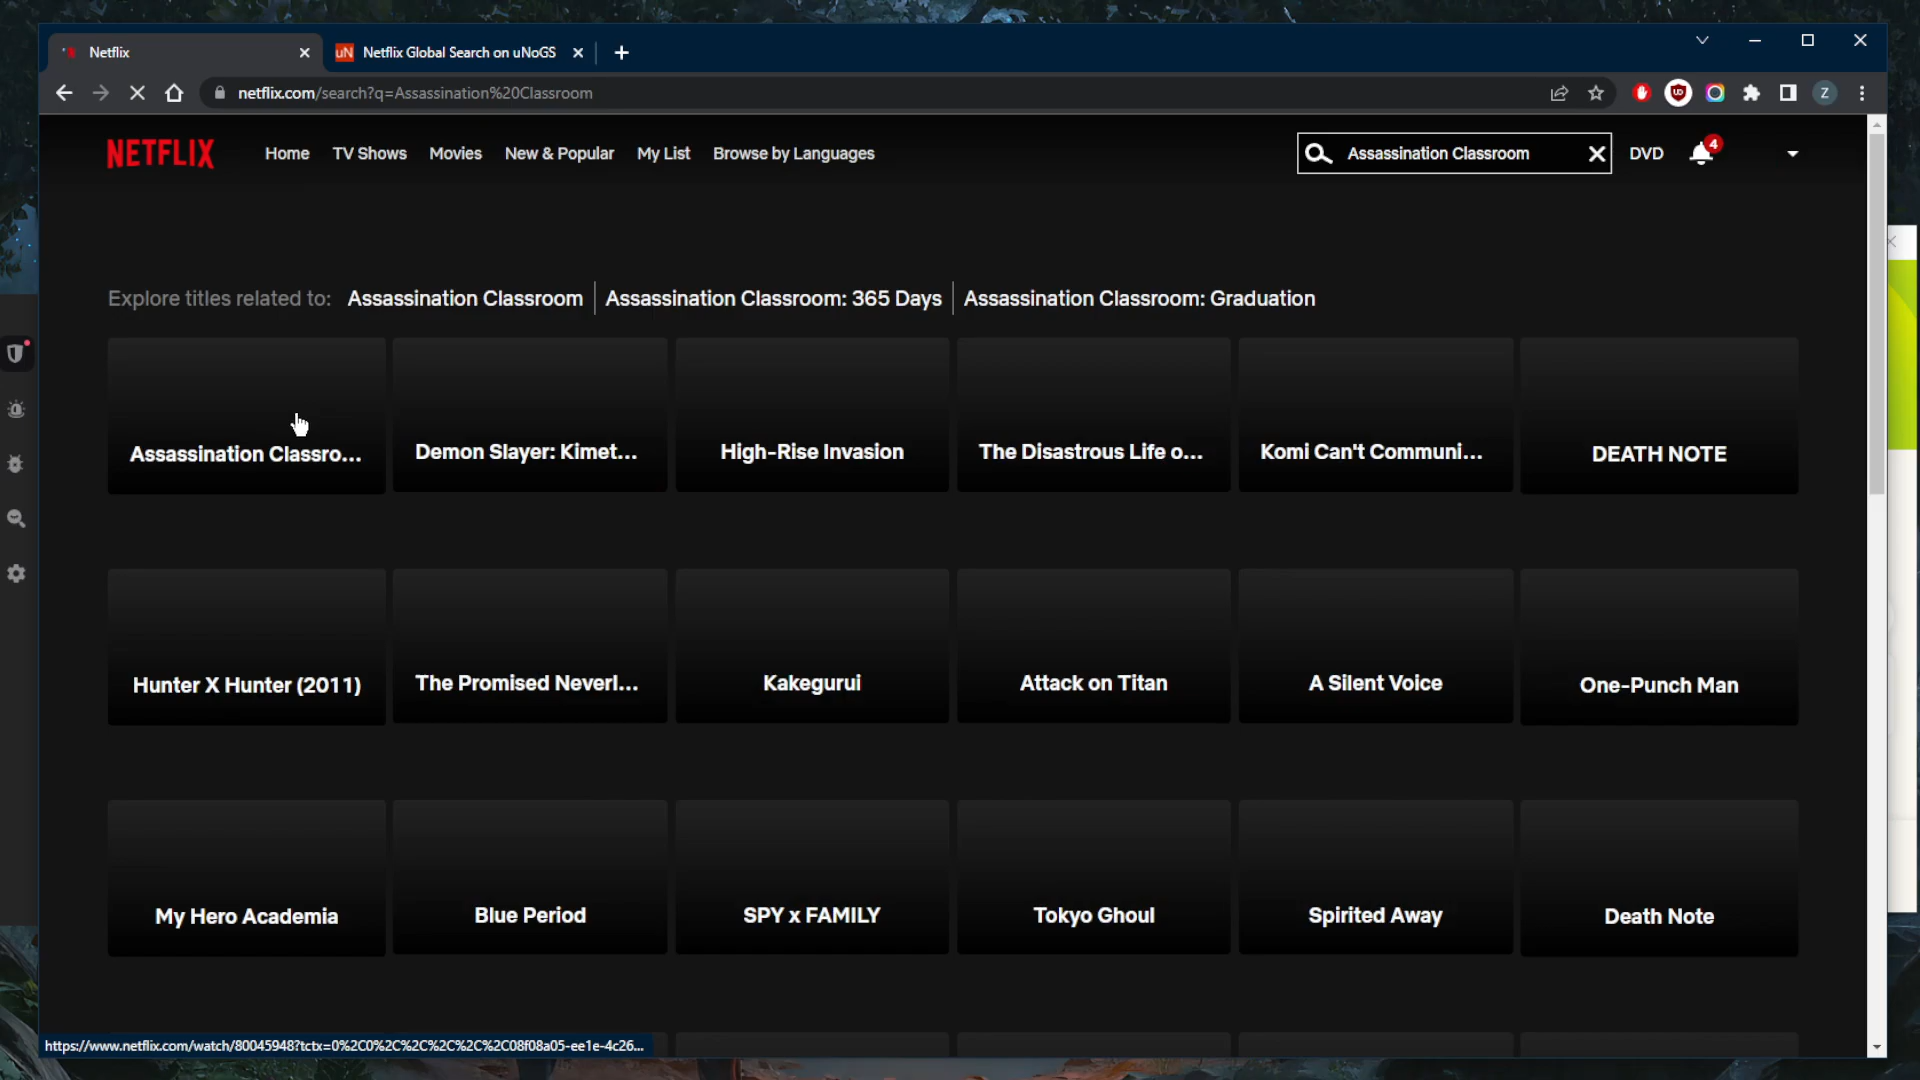 Netflix
Netflix Global Search on uNoGS
netflix.com/search?q=Assassination%20Classroom
Z
NETFLIX
Home
TV Shows
Movies
New & Popular
My List
Browse by Languages
Assassination Classroom
DVD
4
Explore titles related to: Assassination Classroom | Assassination Classroom: 365 Days | Assassination Classroom: Graduation
Assassination Classro...
Demon Slayer: Kimet...
High-Rise Invasion
The Disastrous Life o...
Komi Can't Communi...
DEATH NOTE
Hunter X Hunter (2011)
The Promised Neverl...
Kakegurui
Attack on Titan
A Silent Voice
One-Punch Man
My Hero Academia
Blue Period
SPY x FAMILY
Tokyo Ghoul
Spirited Away
Death Note
https://www.netflix.com/watch/80045948?tctx=0%2C0%2C%2C%2C%2C%2C08f08a05-ee1e-4c26...